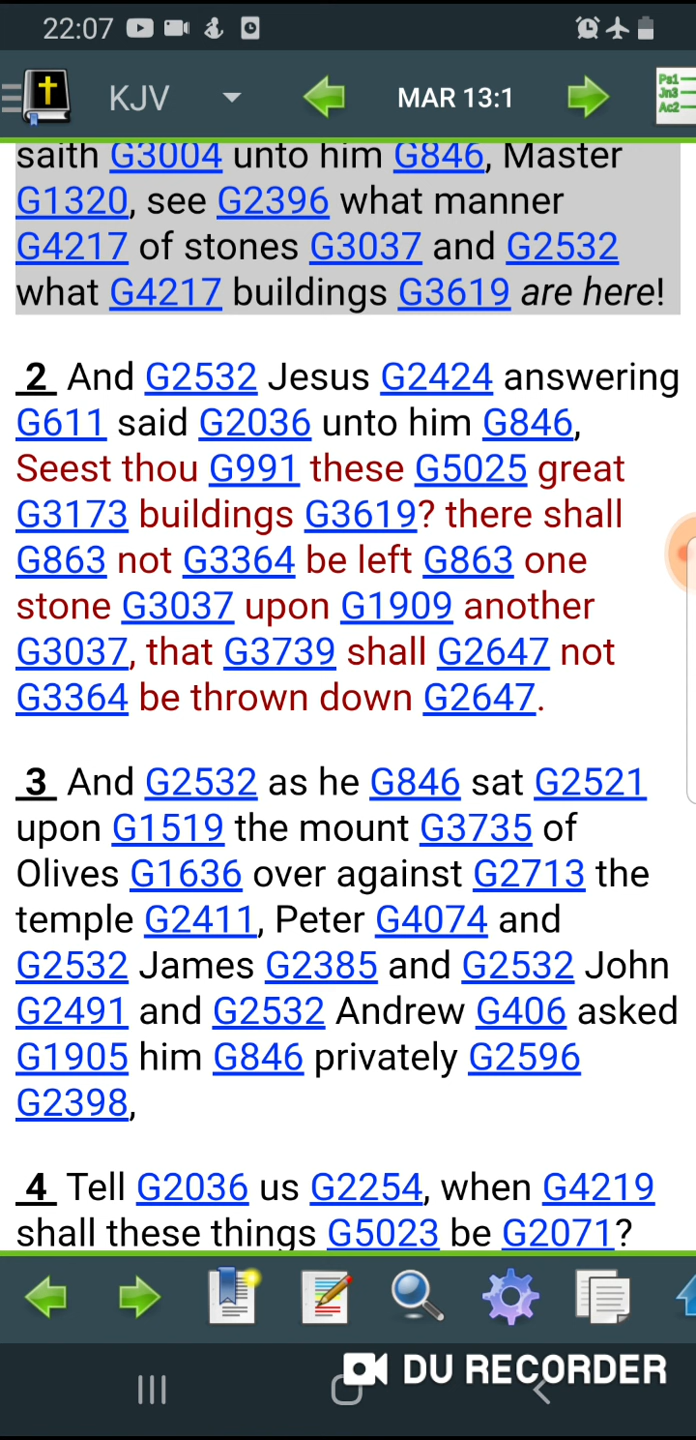 22:07
KJV MAR 13:1
Ps1
Jn3
Ac2
saith G3004 unto him G846, Master
G1320, see G2396 what manner
G4217 of stones G3037 and G2532
what G4217 buildings G3619 are here!
2 And G2532 Jesus G2424 answering
G611 said G2036 unto him G846,
Seest thou G991 these G5025 great
G3173 buildings G3619? there shall
G863 not G3364 be left G863 one
stone G3037 upon G1909 another
G3037, that G3739 shall G2647 not
G3364 be thrown down G2647.
3 And G2532 as he G846 sat G2521
upon G1519 the mount G3735 of
Olives G1636 over against G2713 the
temple G2411, Peter G4074 and
G2532 James G2385 and G2532 John
G2491 and G2532 Andrew G406 asked
G1905 him G846 privately G2596
G2398,
4 Tell G2036 us G2254, when G4219
shall these things G5023 be G2071?
DU RECORDER